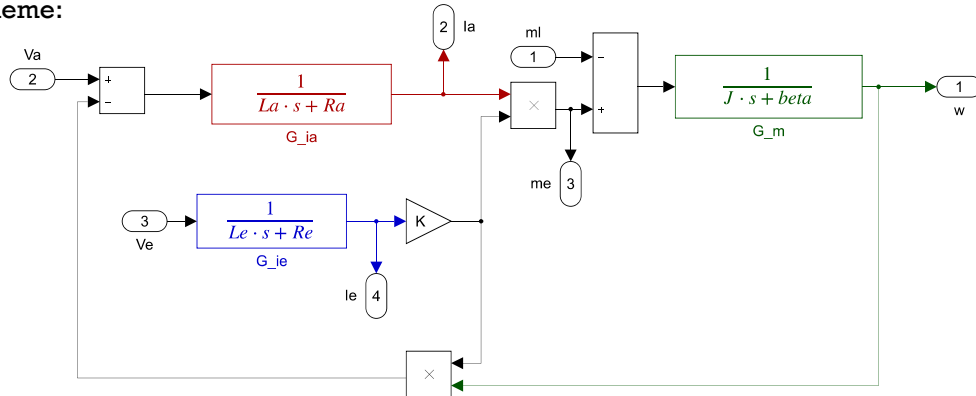 eme:
Va
2
+
−
1
La · s + Ra
G_ia
2
Ia
ml
1
×
me
3
−
+
1
J · s + beta
G_m
1
w
3
Ve
1
Le · s + Re
G_ie
K
Ie
4
×